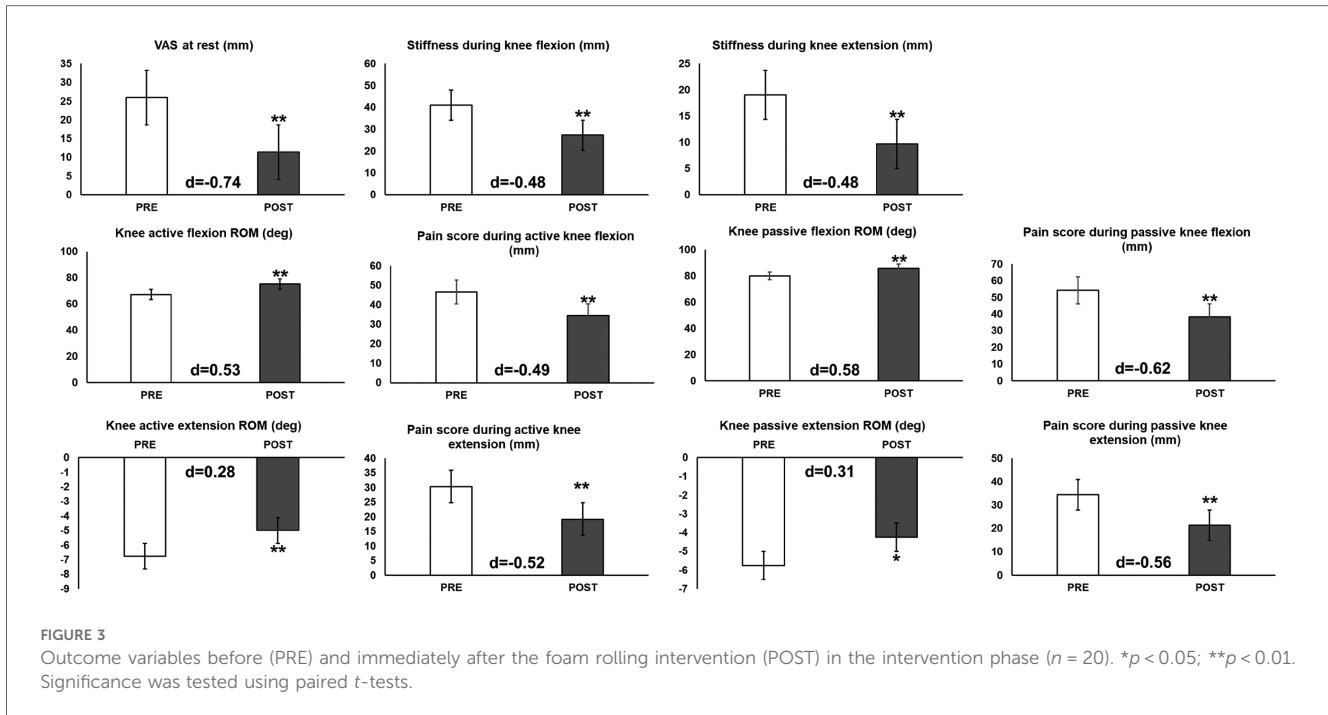 VAS at rest (mm)
35
30
25
20
15
10
5
0
**
d=-0.74
PRE POST
Stiffness during knee flexion (mm)
60
50
40
30
20
10
0
**
d=-0.48
PRE POST
Stiffness during knee extension (mm)
25
20
15
10
5
0
**
d=-0.48
PRE POST
Knee active flexion ROM (deg)
100
80
60
40
20
0
**
d=0.53
PRE POST
Pain score during active knee flexion
(mm)
60
50
40
30
20
10
0
**
d=-0.49
PRE POST
Knee passive flexion ROM (deg)
100
80
60
40
20
0
**
d=0.58
PRE POST
Pain score during passive knee flexion
(mm)
70
60
50
40
30
20
10
0
**
d=-0.62
PRE POST
Knee active extension ROM (deg)
PRE POST
0
-1
-2
-3
-4
-5
-6
-7
-8
-9
d=0.28
**
Pain score during active knee
extension (mm)
40
35
30
25
20
15
10
5
0
**
d=-0.52
PRE POST
Knee passive extension ROM (deg)
PRE POST
0
-1
-2
-3
-4
-5
-6
-7
d=0.31
*
Pain score during passive knee
extension (mm)
50
40
30
20
10
0
**
d=-0.56
PRE POST
FIGURE 3
Outcome variables before (PRE) and immediately after the foam rolling intervention (POST) in the intervention phase (n = 20). *p < 0.05; **p < 0.01.
Significance was tested using paired t-tests.